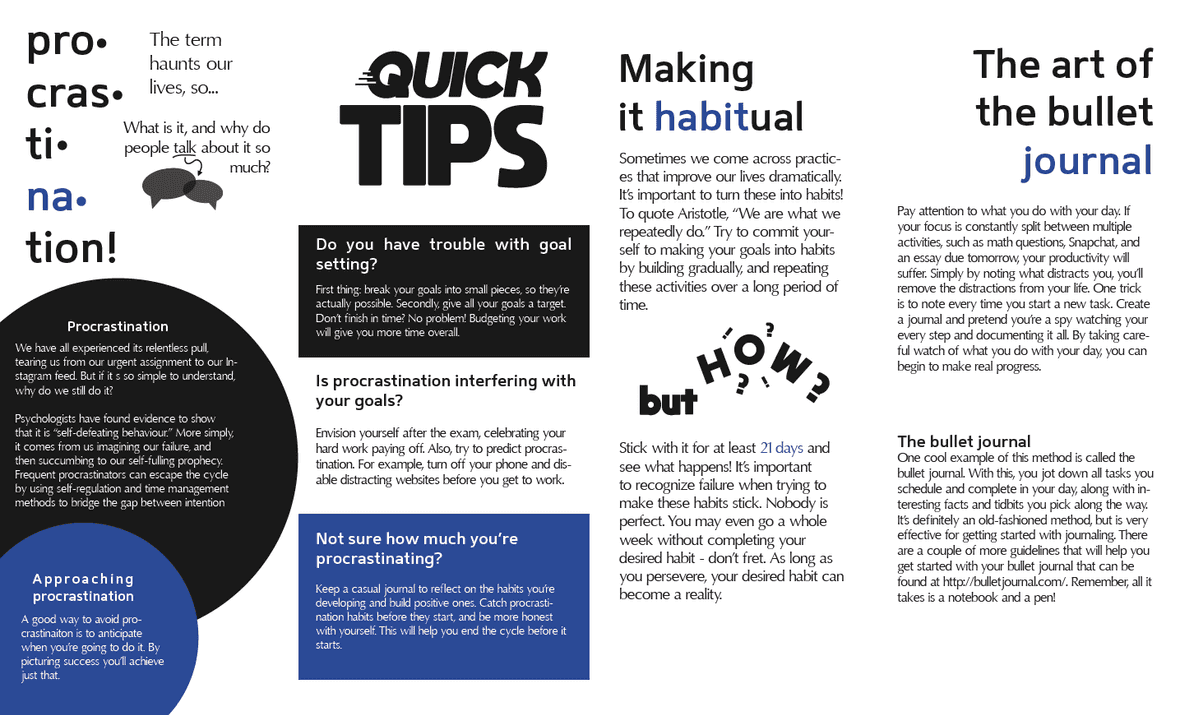 pro•
cras•
ti•
na•
tion!
The term
haunts our
lives, so...
What is it, and why do
people talk about it so
much?
Procrastination
We have all experienced its relentless pull,
tearing us from our urgent assignment to our In-
stagram feed. But if it s so simple to understand,
why do we still do it?
Psychologists have found evidence to show
that it is “self-defeating behaviour.” More simply,
it comes from us imagining our failure, and
then succumbing to our self-fulling prophecy.
Frequent procrastinators can escape the cycle
by using self-regulation and time management
methods to bridge the gap between intention
Approaching
procrastination
A good way to avoid pro-
crastinaiton is to anticipate
when you’re going to do it. By
picturing success you’ll achieve
just that.
QUICK
TIPS
Do you have trouble with goal
setting?
First thing: break your goals into small pieces, so they’re
actually possible. Secondly, give all your goals a target.
Don’t finish in time? No problem! Budgeting your work
will give you more time overall.
Is procrastination interfering with
your goals?
Envision yourself after the exam, celebrating your
hard work paying off. Also, try to predict procras-
tination. For example, turn off your phone and dis-
able distracting websites before you get to work.
Not sure how much you’re
procrastinating?
Keep a casual journal to reflect on the habits you’re
developing and build positive ones. Catch procrasti-
nation habits before they start, and be more honest
with yourself. This will help you end the cycle before it
starts.
Making
it habitual
Sometimes we come across practic-
es that improve our lives dramatically.
It’s important to turn these into habits!
To quote Aristotle, “We are what we
repeatedly do.” Try to commit your-
self to making your goals into habits
by building gradually, and repeating
these activities over a long period of
time.
but HOW?
Stick with it for at least 21 days and
see what happens! It’s important
to recognize failure when trying to
make these habits stick. Nobody is
perfect. You may even go a whole
week without completing your
desired habit - don’t fret. As long as
you persevere, your desired habit can
become a reality.
The art of
the bullet
journal
Pay attention to what you do with your day. If
your focus is constantly split between multiple
activities, such as math questions, Snapchat, and
an essay due tomorrow, your productivity will
suffer. Simply by noting what distracts you, you’ll
remove the distractions from your life. One trick
is to note every time you start a new task. Create
a journal and pretend you’re a spy watching your
every step and documenting it all. By taking care-
ful watch of what you do with your day, you can
begin to make real progress.
The bullet journal
One cool example of this method is called the
bullet journal. With this, you jot down all tasks you
schedule and complete in your day, along with in-
teresting facts and tidbits you pick along the way.
It’s definitely an old-fashioned method, but is very
effective for getting started with journaling. There
are a couple of more guidelines that will help you
get started with your bullet journal that can be
found at http://bulletjournal.com/. Remember, all it
takes is a notebook and a pen!